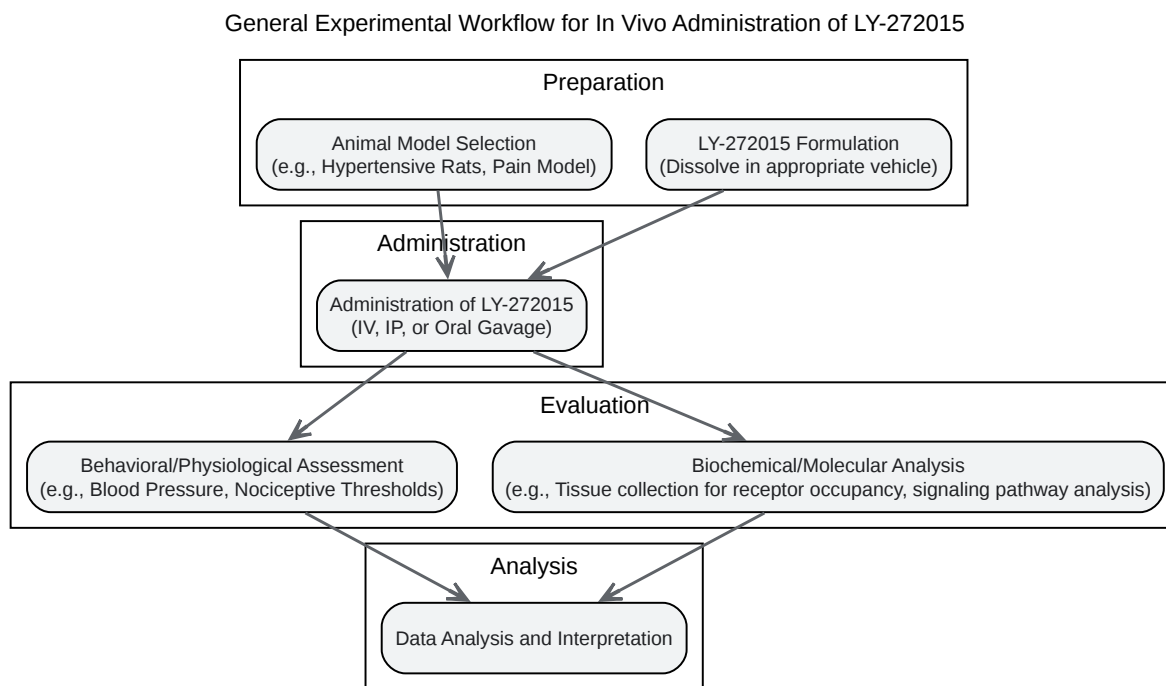 General Experimental Workflow for In Vivo Administration of LY-272015
Preparation
Animal Model Selection
(e.g., Hypertensive Rats, Pain Model)
LY-272015 Formulation
(Dissolve in appropriate vehicle)
Administration
Administration of LY-272015
(IV, IP, or Oral Gavage)
Evaluation
Behavioral/Physiological Assessment
(e.g., Blood Pressure, Nociceptive Thresholds)
Biochemical/Molecular Analysis
(e.g., Tissue collection for receptor occupancy, signaling pathway analysis)
Analysis
Data Analysis and Interpretation